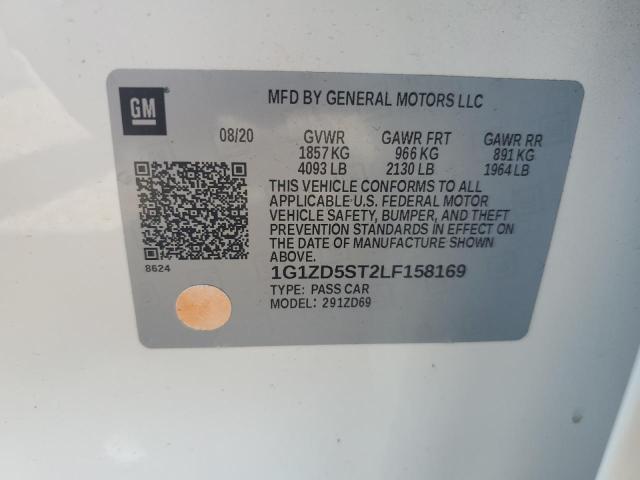 GM
MFD BY GENERAL MOTORS LLC
08/20 GVWR GAWR FRT GAWR RR
1857 KG 966 KG 891 KG
4093 LB 2130 LB 1964 LB
THIS VEHICLE CONFORMS TO ALL
APPLICABLE U.S. FEDERAL MOTOR
VEHICLE SAFETY, BUMPER, AND THEFT
PREVENTION STANDARDS IN EFFECT ON
THE DATE OF MANUFACTURE SHOWN
ABOVE.
8624
1G1ZD5ST2LF158169
TYPE: PASS CAR
MODEL: 291ZD69